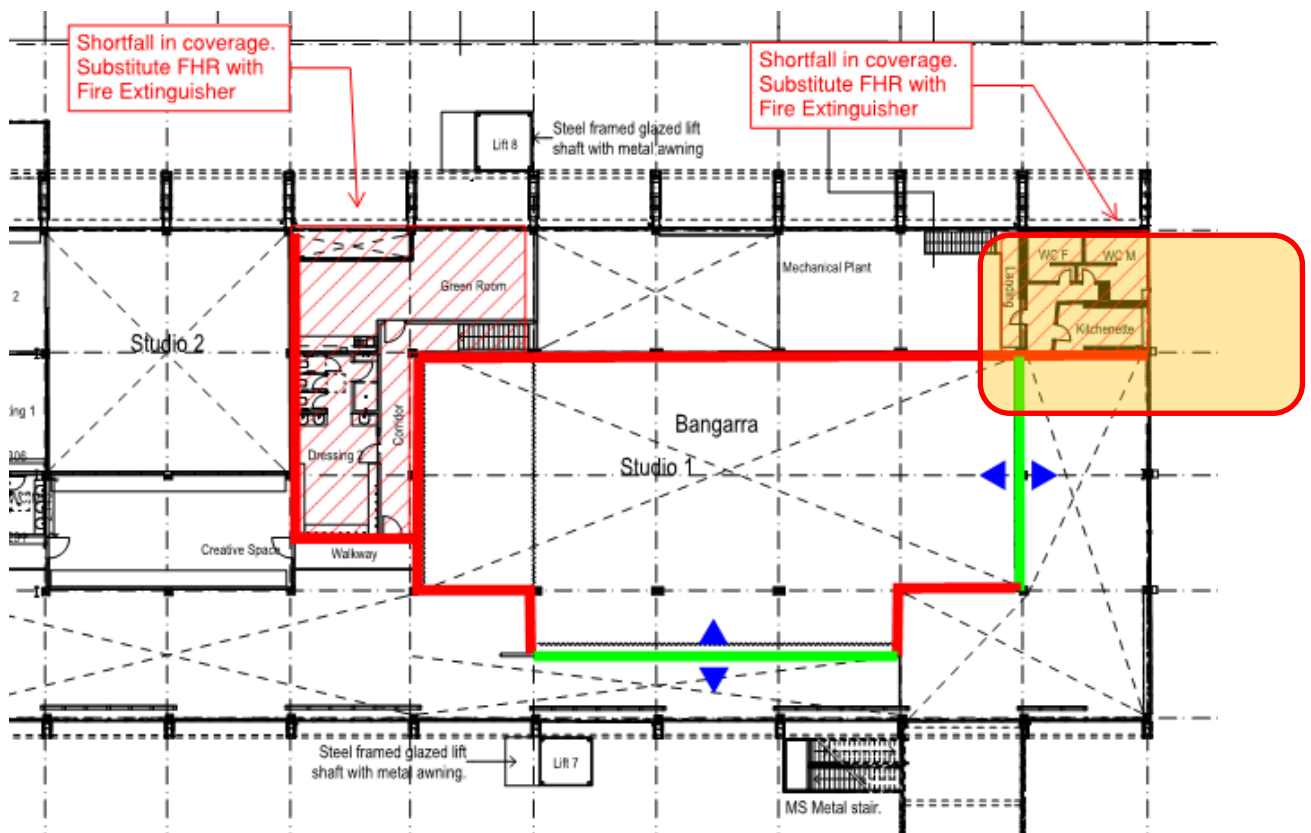 Shortfall in coverage.
Substitute FHR with
Fire Extinguisher
Shortfall in coverage.
Substitute FHR with
Fire Extinguisher
Lift 8
Steel framed glazed lift
shaft with metal awning
WC F
WC M
Mechanical Plant
Landing
Green Room
2
Studio 2
Kitchenette
ing 1
Bangarra
Corridor
Dressing 2
Studio 1
Creative Space
Walkway
Steel framed glazed lift
shaft with metal awning.
Lift 7
MS Metal stair.